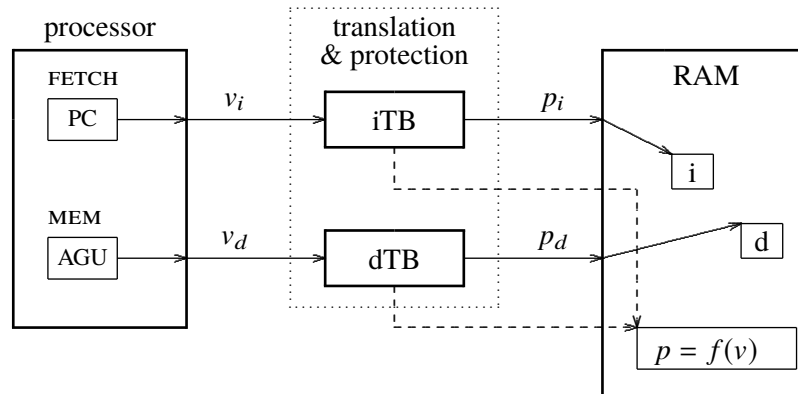 processor
translation
& protection
RAM
FETCH
PC
v_i
iTB
p_i
i
MEM
AGU
v_d
dTB
p_d
d
p = f(v)